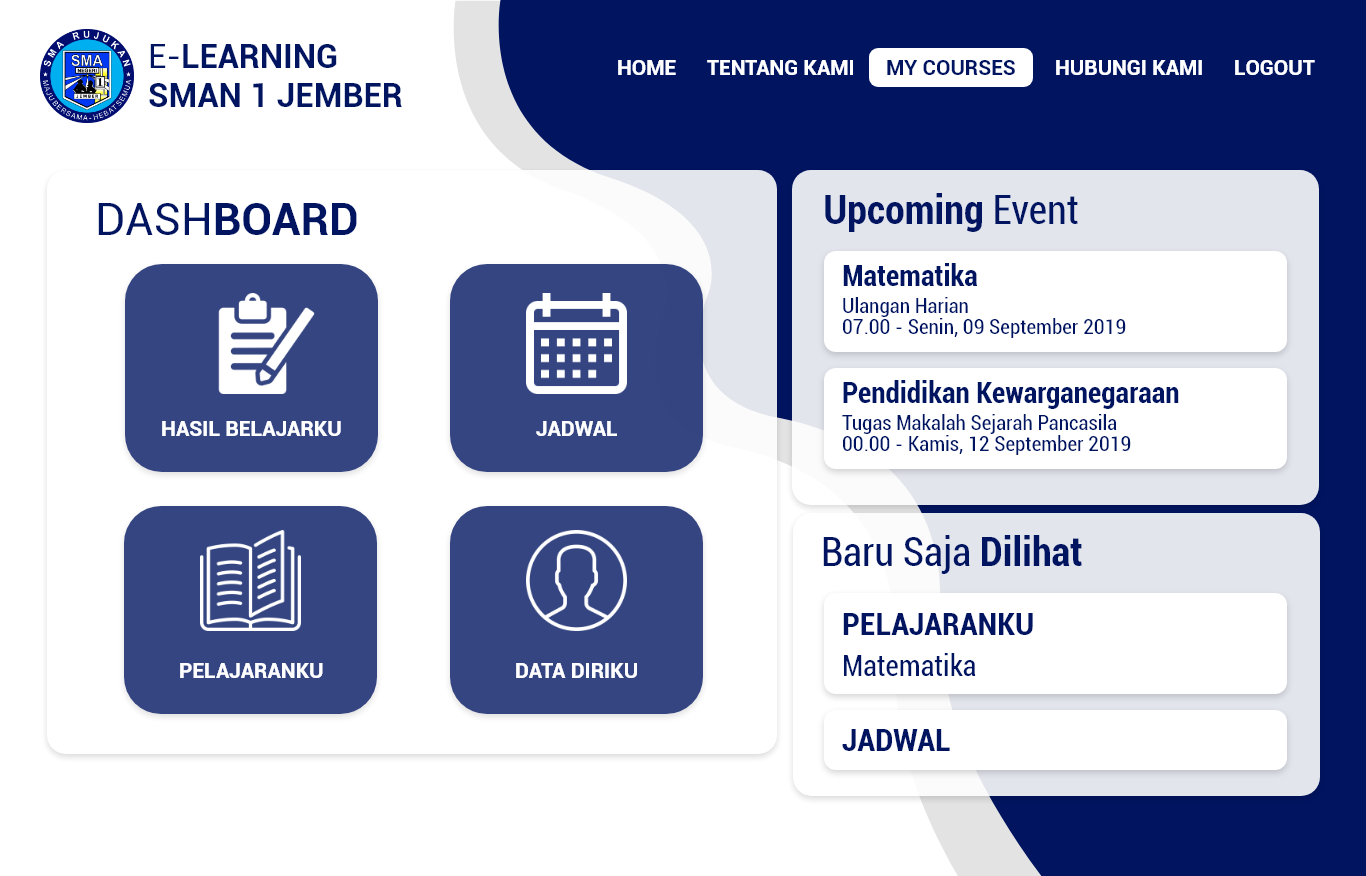 SMA RUJUKAN
SMA
NEGERI
1
JEMBER
MAJU BERSAMA - HEBAT SEMUA
E-LEARNING
SMAN 1 JEMBER
HOME
TENTANG KAMI
MY COURSES
HUBUNGI KAMI
LOGOUT
DASHBOARD
HASIL BELAJARKU
JADWAL
PELAJARANKU
DATA DIRIKU
Upcoming Event
Matematika
Ulangan Harian
07.00 - Senin, 09 September 2019
Pendidikan Kewarganegaraan
Tugas Makalah Sejarah Pancasila
00.00 - Kamis, 12 September 2019
Baru Saja Dilihat
PELAJARANKU
Matematika
JADWAL